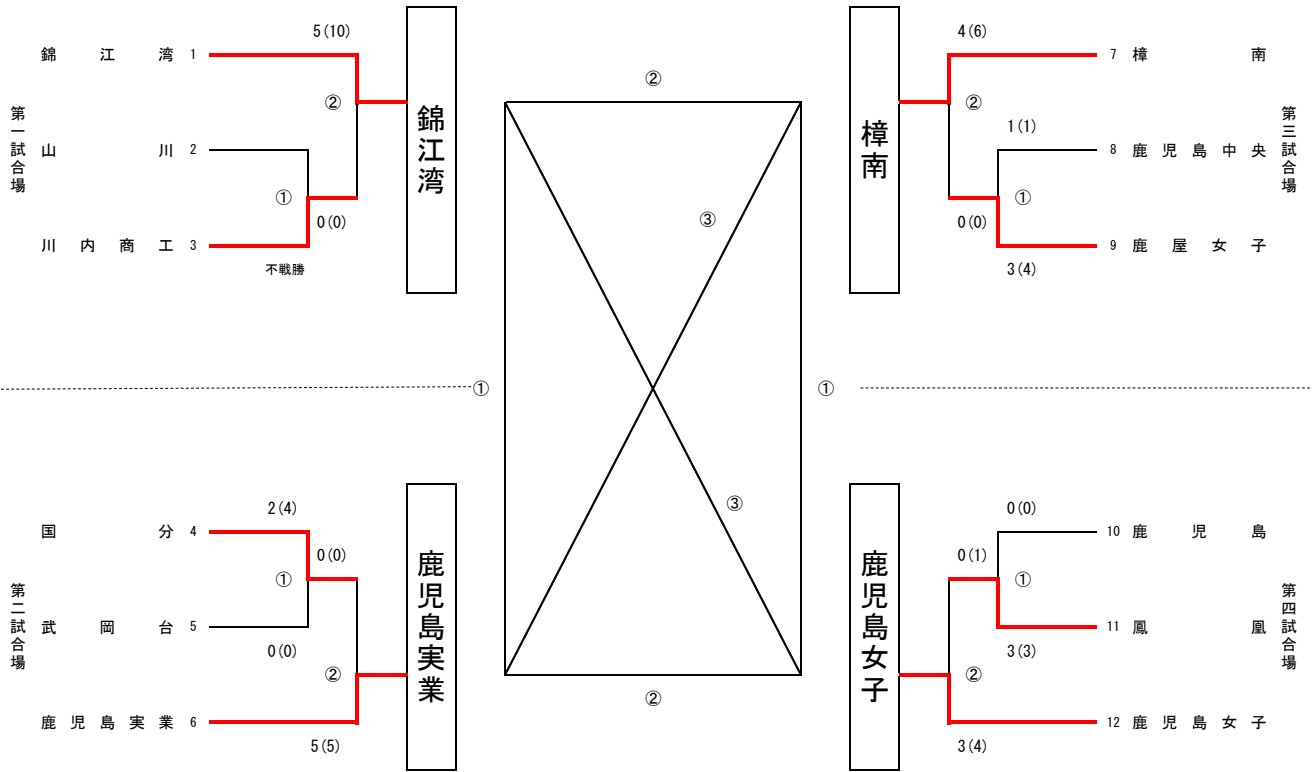 第一試合場
錦江湾 1
5(10)
②
山川 2
①
0(0)
川内商工 3
不戦勝
錦江湾
第二試合場
国分 4
2(4)
0(0)
①
武岡台 5
0(0)
②
鹿児島実業 6
5(5)
鹿児島実業
②
③
①
①
③
②
樟南
4(6)
7 樟南
②
1(1)
8 鹿児島中央
①
0(0)
9 鹿屋女子
3(4)
第三試合場
鹿児島女子
0(0)
10 鹿児島
0(1)
①
11 鳳凰
3(3)
②
12 鹿児島女子
3(4)
第四試合場